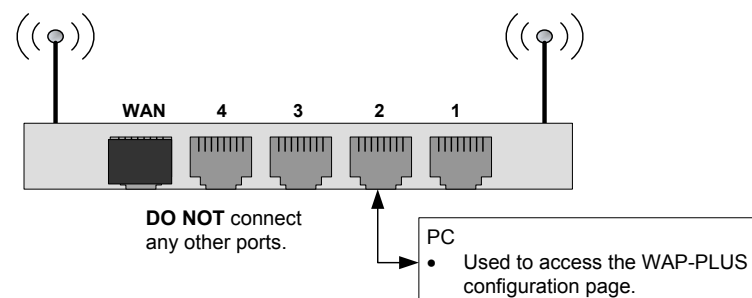 WAN 4 3 2 1
DO NOT connect
any other ports.
PC
• Used to access the WAP-PLUS
configuration page.